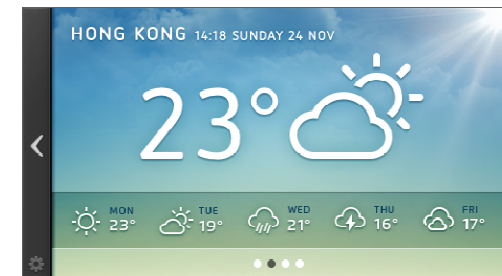 HONG KONG 14:18 SUNDAY 24 NOV
23°
MON 23° TUE 19° WED 21° THU 16° FRI 17°